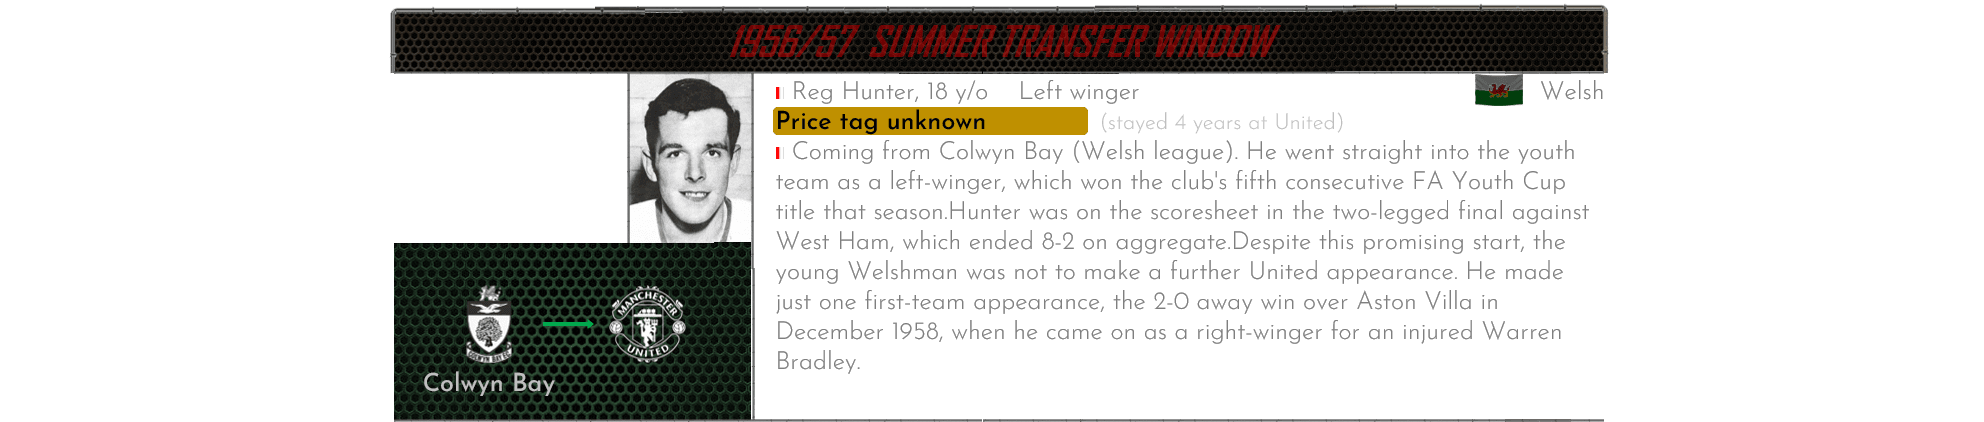 1956/57 SUMMER TRANSFER WINDOW
Reg Hunter, 18 y/o Left winger Welsh
Price tag unknown (stayed 4 years at United)
Coming from Colwyn Bay (Welsh league). He went straight into the youth
team as a left-winger, which won the club's fifth consecutive FA Youth Cup
title that season.Hunter was on the scoresheet in the two-legged final against
West Ham, which ended 8-2 on aggregate.Despite this promising start, the
young Welshman was not to make a further United appearance. He made
just one first-team appearance, the 2-0 away win over Aston Villa in
December 1958, when he came on as a right-winger for an injured Warren
Bradley.
COLWYN BAY FC
MANCHESTER
UNITED
Colwyn Bay